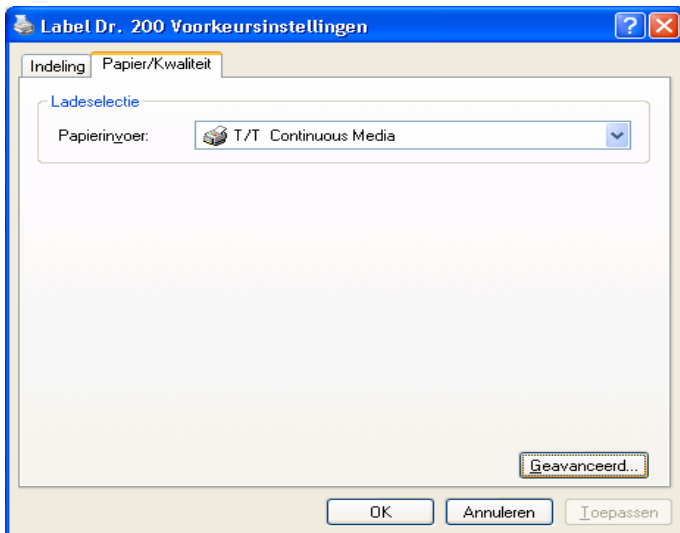 Label Dr. 200 Voorkeursinstellingen
Indeling Papier/Kwaliteit
Ladeselectie
Papierinvoer: T/T Continuous Media
Geavanceerd...
OK Annuleren Toepassen